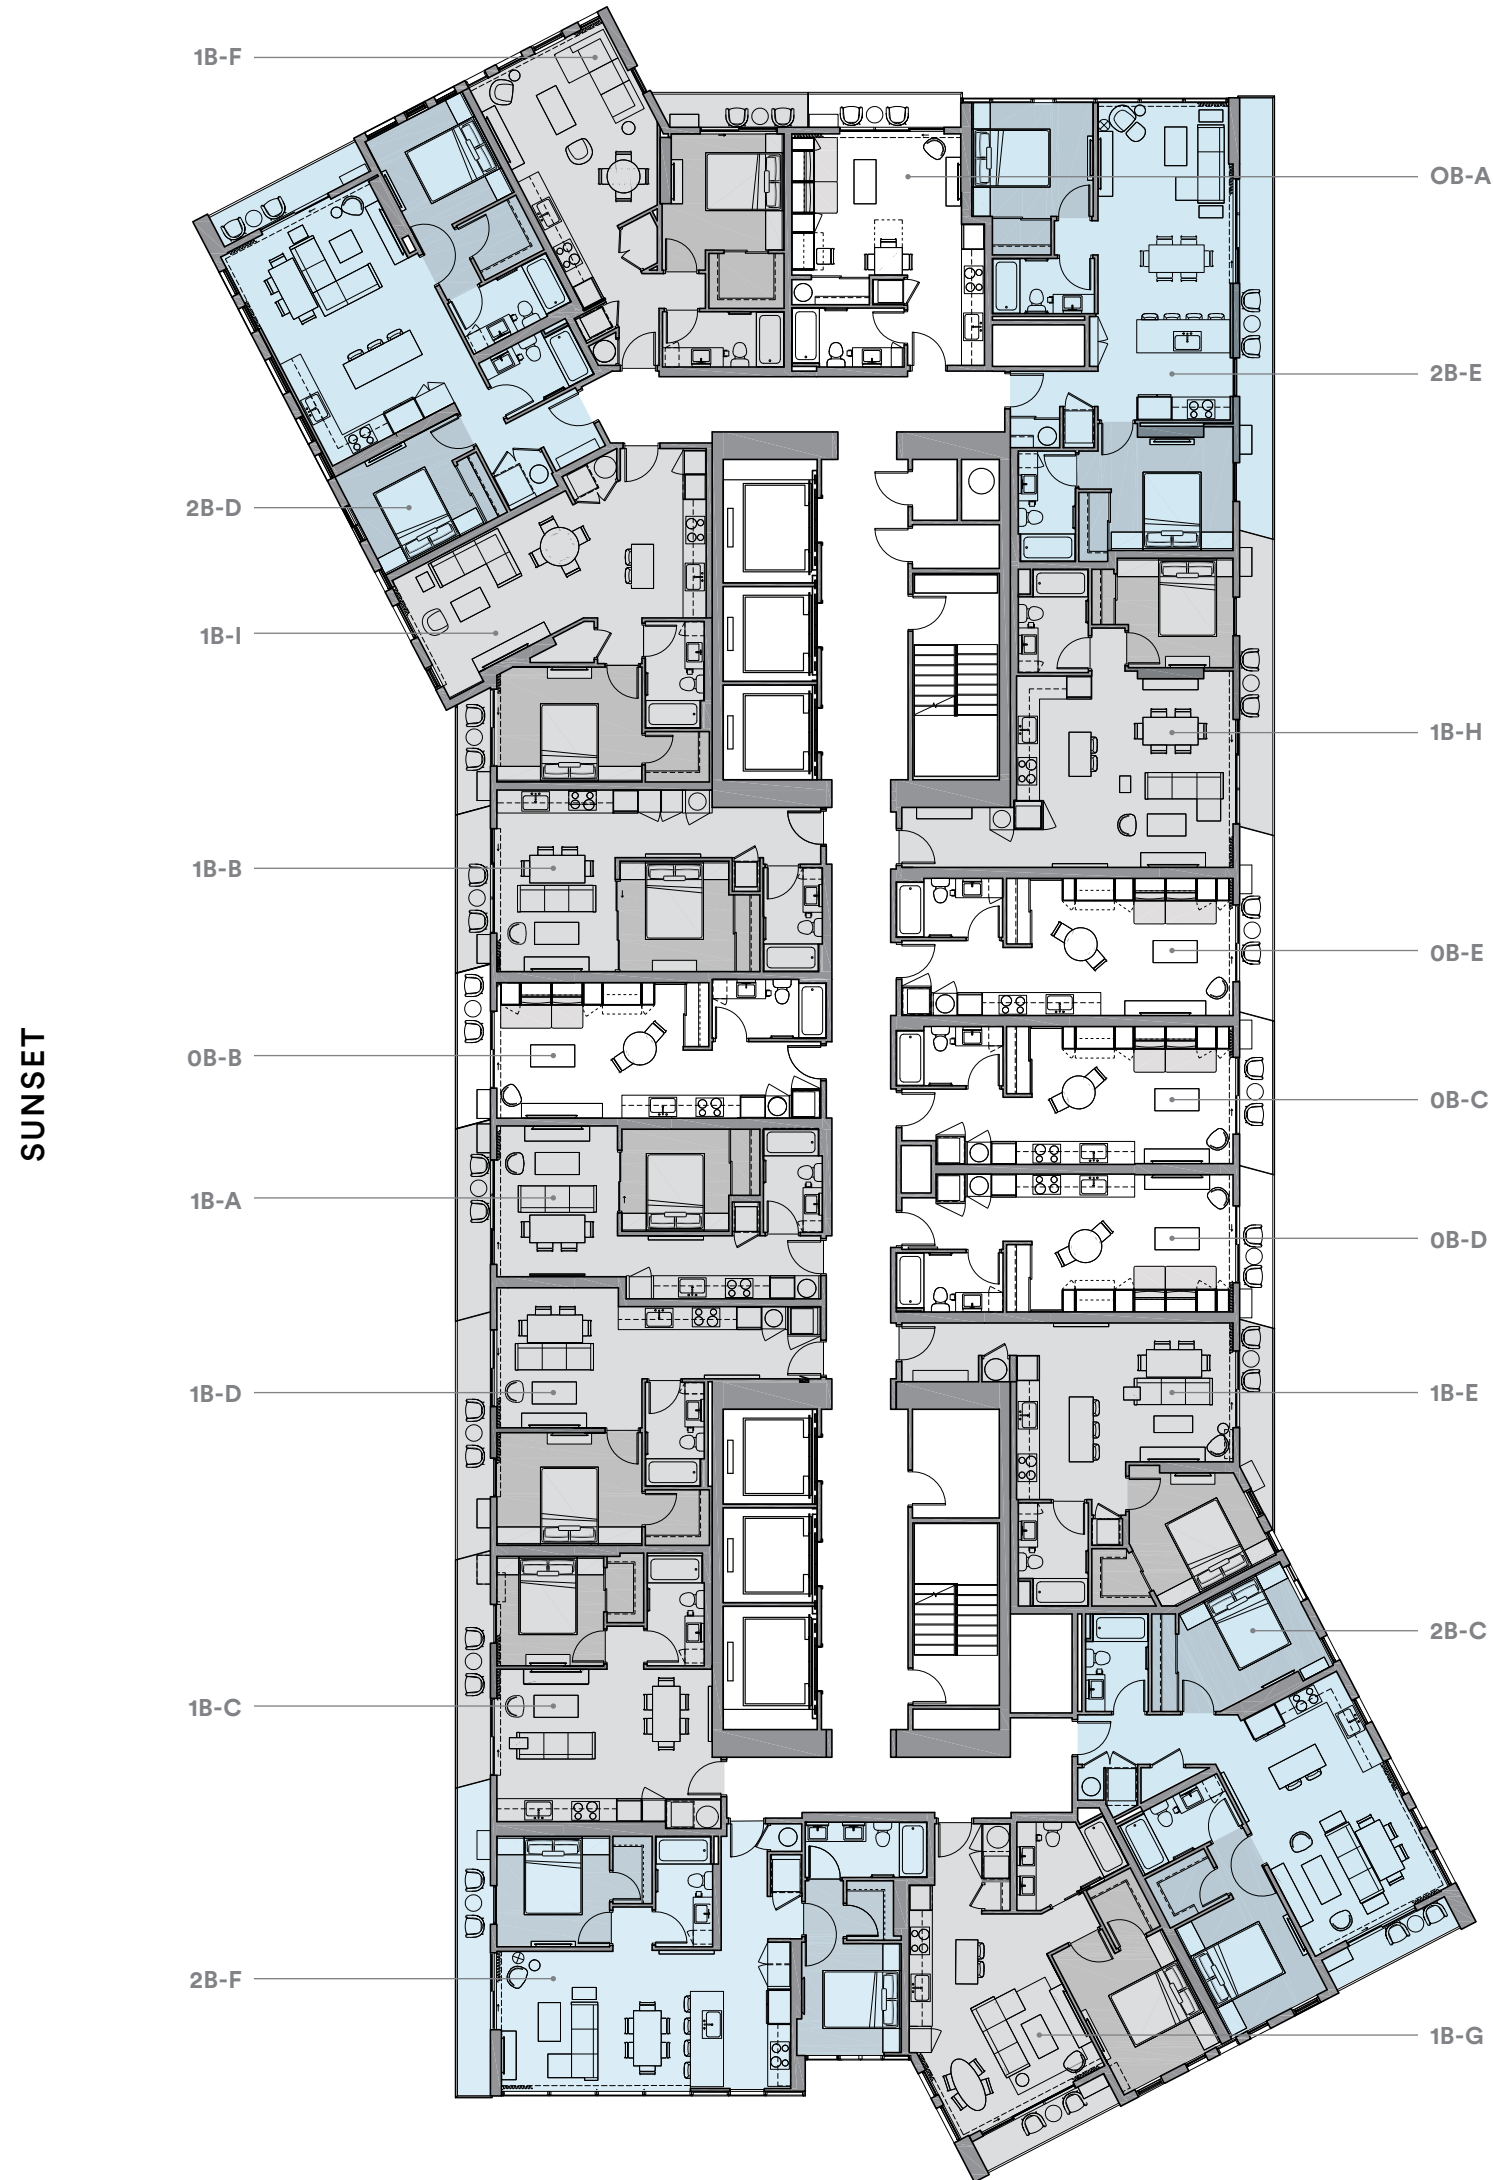 1B-F
OB-A
2B-E
2B-D
1B-I
1B-H
1B-B
0B-E
0B-B
0B-C
1B-A
0B-D
1B-D
1B-E
2B-C
1B-C
2B-F
1B-G
SUNSET